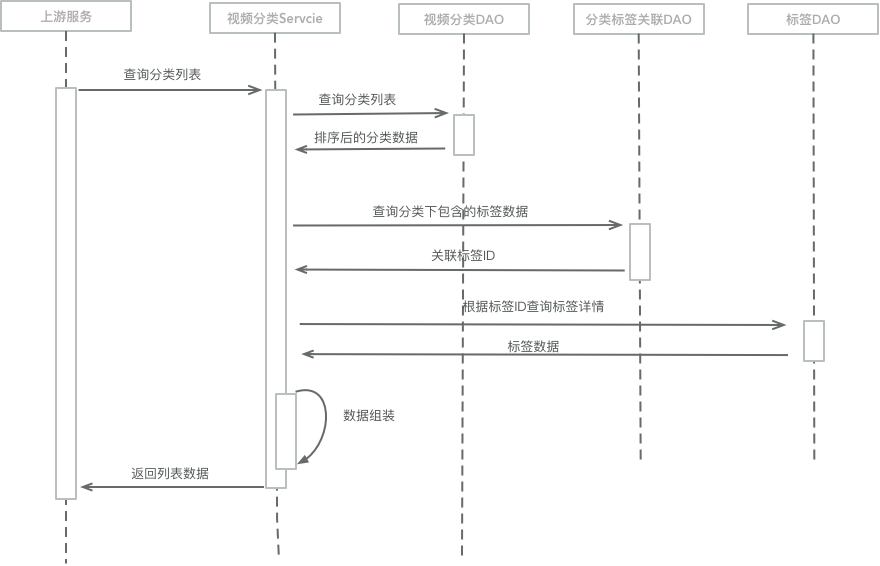 上游服务
视频分类Servcie
视频分类DAO
分类标签关联DAO
标签DAO
查询分类列表
查询分类列表
排序后的分类数据
查询分类下包含的标签数据
关联标签ID
根据标签ID查询标签详情
标签数据
数据组装
返回列表数据